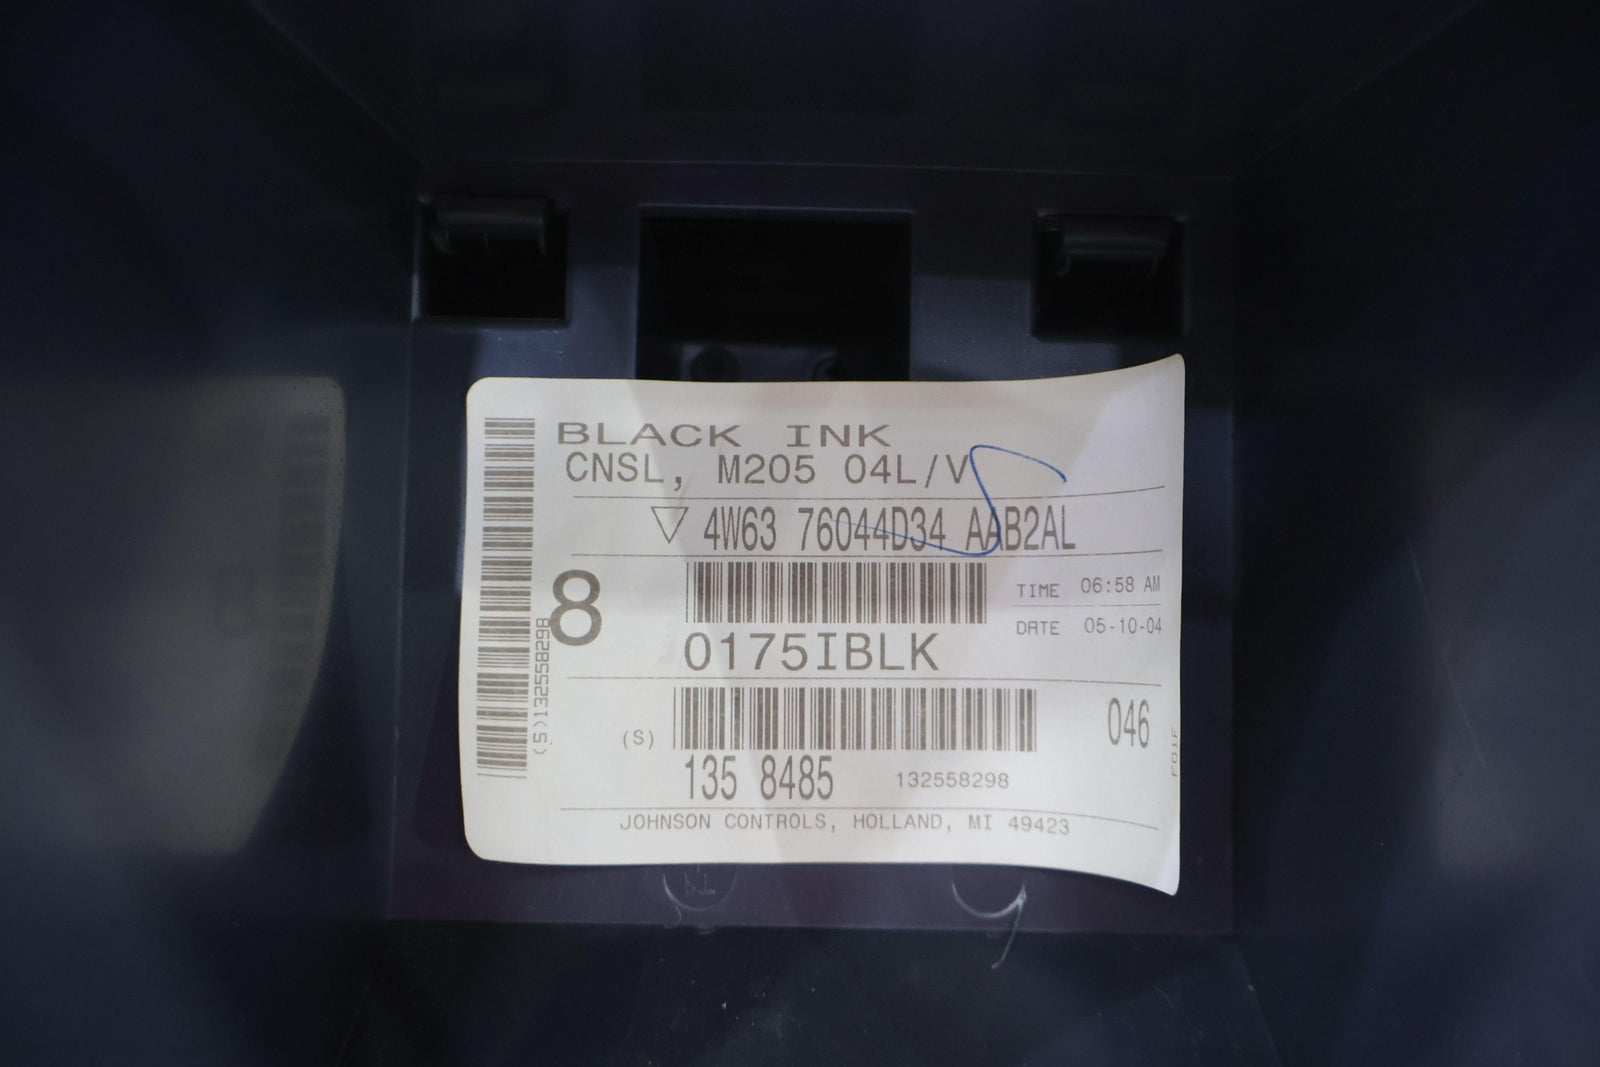 BLACK INK
CNSL, M205 04L/V
4W63 76044D34 AAB2AL
8
TIME 06:58 AM
DATE 05-10-04
0175IBLK
(S)132558298
(S)
046
135 8485 132558298
FOIF
JOHNSON CONTROLS, HOLLAND, MI 49423